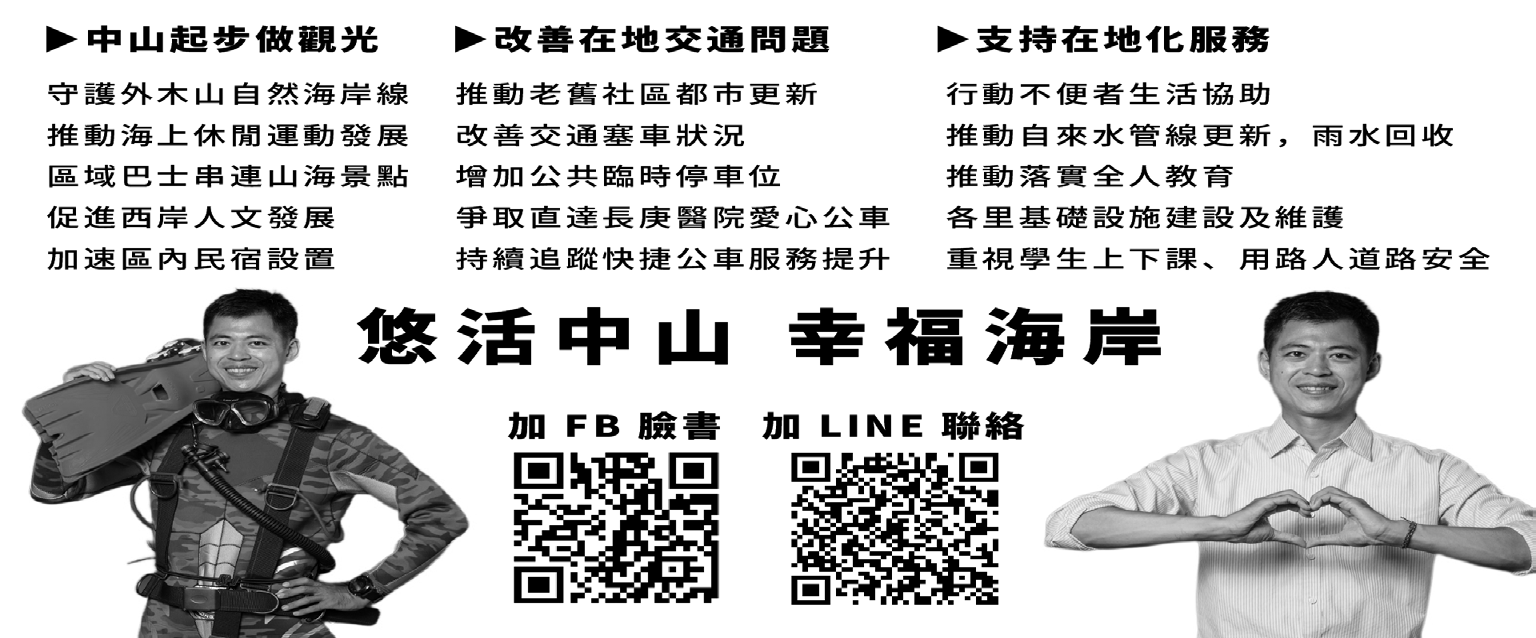 ▶中山起步做觀光
守護外木山自然海岸線
推動海上休閒運動發展
區域巴士串連山海景點
促進西岸人文發展
加速區內民宿設置
▶改善在地交通問題
推動老舊社區都市更新
改善交通塞車狀況
增加公共臨時停車位
爭取直達長庚醫院愛心公車
持續追蹤快捷公車服務提升
▶支持在地化服務
行動不便者生活協助
推動自來水管線更新，雨水回收
推動落實全人教育
各里基礎設施建設及維護
重視學生上下課、用路人道路安全
悠活中山 幸福海岸
加 FB 臉書
加 LINE 聯絡